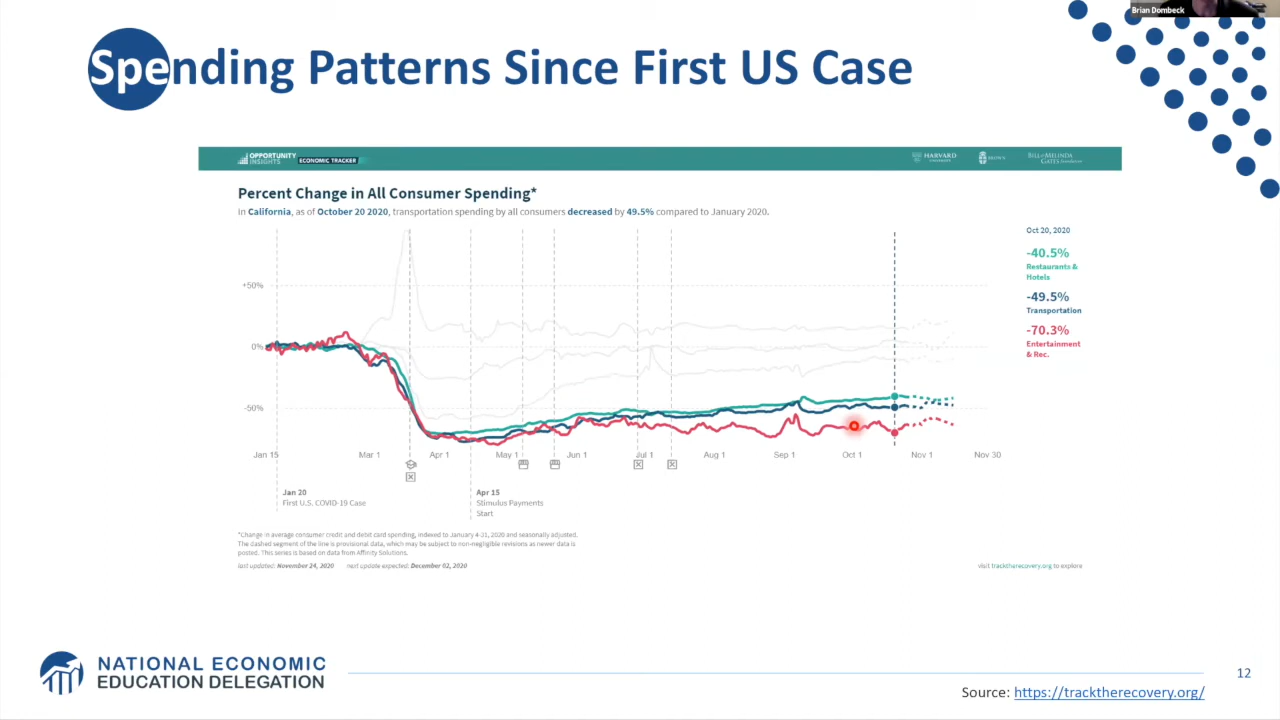 Brian Dombeck
Spending Patterns Since First US Case
OPPORTUNITY
INSIGHTS
ECONOMIC TRACKER
HARVARD
UNIVERSITY
BROWN
BILL & MELINDA
GATES foundation
Percent Change in All Consumer Spending*
In California, as of October 20 2020, transportation spending by all consumers decreased by 49.5% compared to January 2020.
Oct 20, 2020
-40.5%
Restaurants &
Hotels
-49.5%
Transportation
-70.3%
Entertainment
& Rec.
+50%
0%
-50%
Jan 15
Mar 1
Apr 1
May 1
Jun 1
Jul 1
Aug 1
Sep 1
Oct 1
Nov 1
Nov 30
Jan 20
First U.S. COVID-19 Case
Apr 15
Stimulus Payments
Start
*Change in average consumer credit and debit card spending, indexed to January 4-31, 2020 and seasonally adjusted.
The dashed segment of the line is provisional data, which may be subject to non-negligible revisions as newer data is
posted. This series is based on data from Affinity Solutions.
last updated: November 24, 2020 next update expected: December 02, 2020
visit tracktherecovery.org to explore
NATIONAL ECONOMIC
EDUCATION DELEGATION
12
Source: https://tracktherecovery.org/